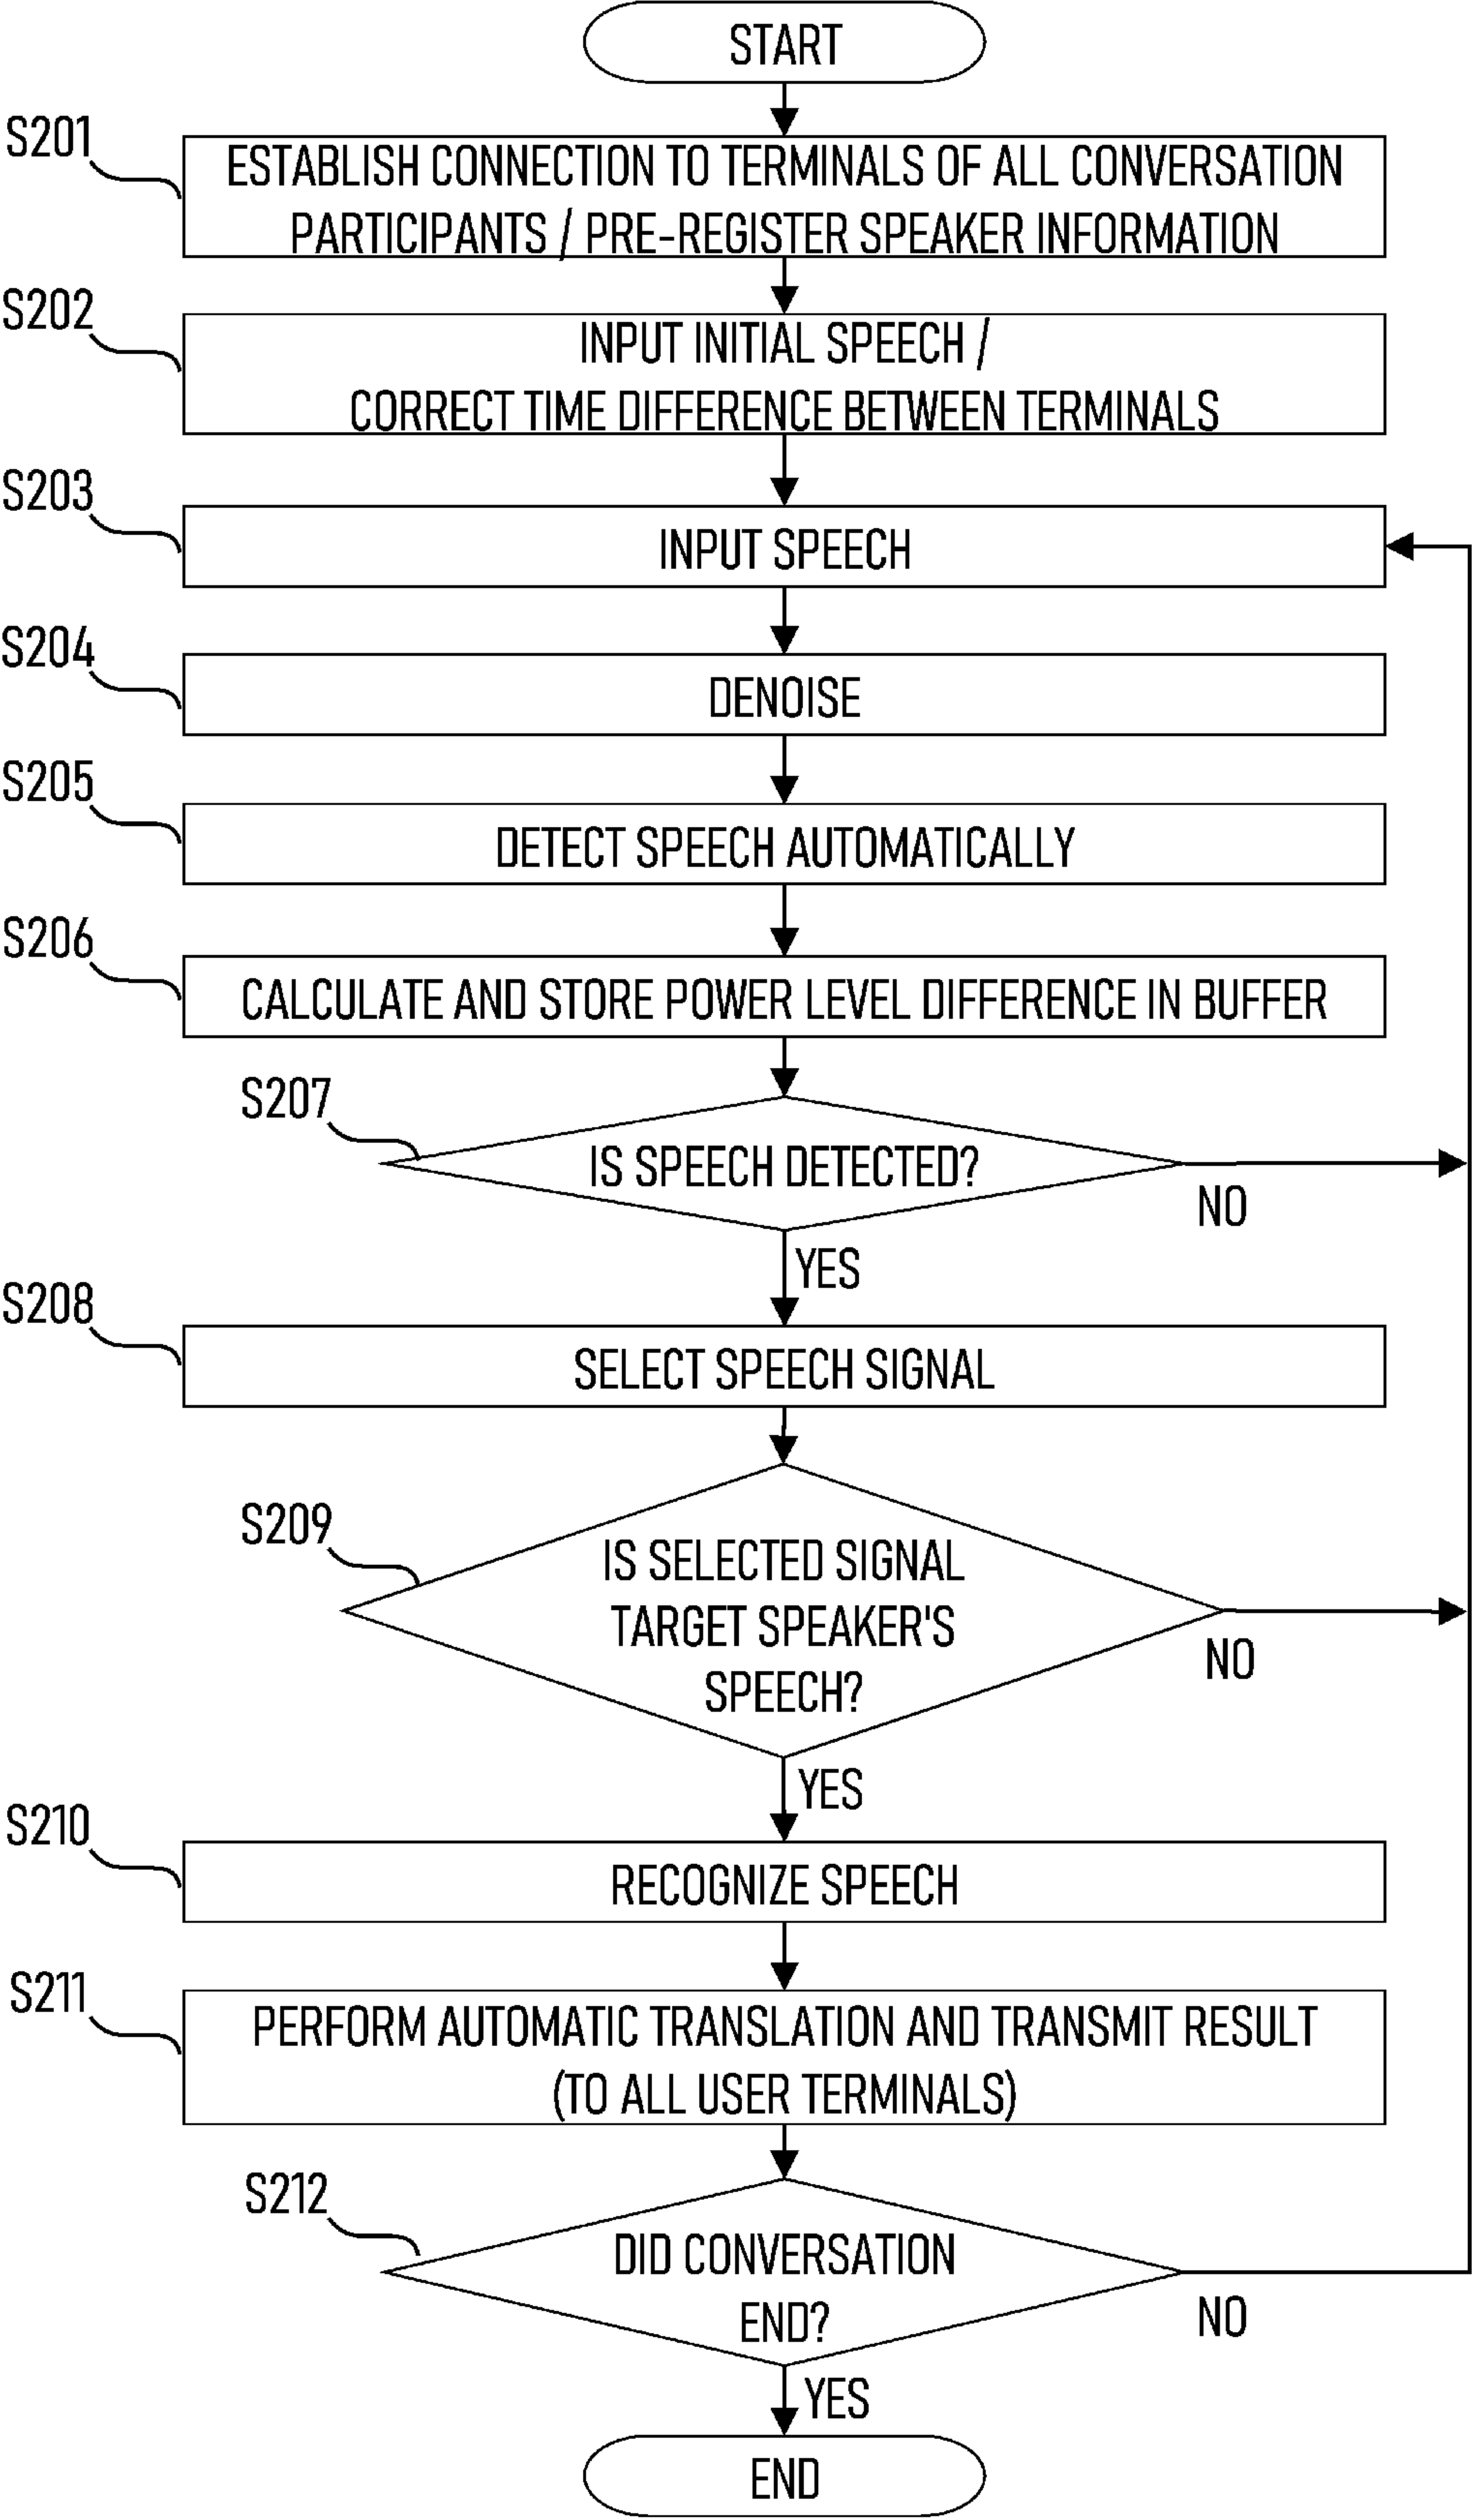 START
S201
ESTABLISH CONNECTION TO TERMINALS OF ALL CONVERSATION
PARTICIPANTS / PRE-REGISTER SPEAKER INFORMATION
S202
INPUT INITIAL SPEECH /
CORRECT TIME DIFFERENCE BETWEEN TERMINALS
S203
INPUT SPEECH
S204
DENOISE
S205
DETECT SPEECH AUTOMATICALLY
S206
CALCULATE AND STORE POWER LEVEL DIFFERENCE IN BUFFER
S207
IS SPEECH DETECTED?
NO
YES
S208
SELECT SPEECH SIGNAL
S209
IS SELECTED SIGNAL
TARGET SPEAKER'S
SPEECH?
NO
YES
S210
RECOGNIZE SPEECH
S211
PERFORM AUTOMATIC TRANSLATION AND TRANSMIT RESULT
(TO ALL USER TERMINALS)
S212
DID CONVERSATION
END?
NO
YES
END